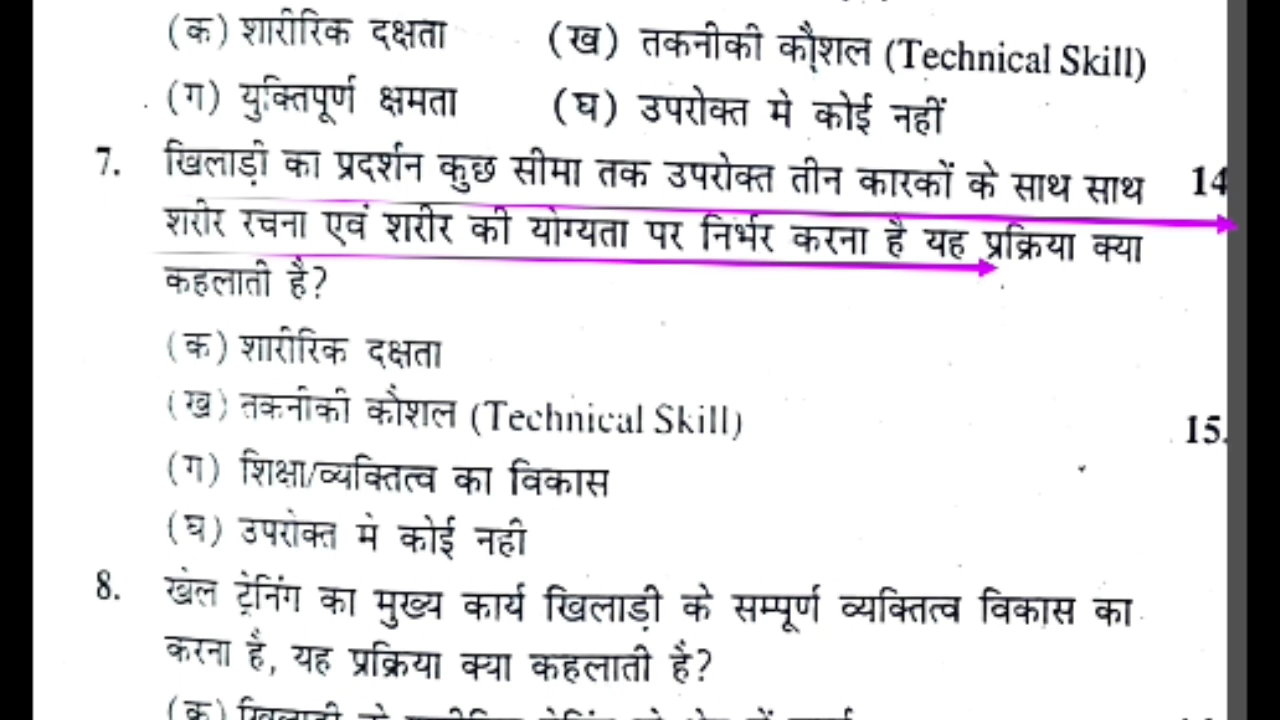 (क) शारीरिक दक्षता (ख) तकनीकी कौशल (Technical Skill)
(ग) युक्तिपूर्ण क्षमता (घ) उपरोक्त मे कोई नहीं
7. खिलाड़ी का प्रदर्शन कुछ सीमा तक उपरोक्त तीन कारकों के साथ साथ
शरीर रचना एवं शरीर की योग्यता पर निर्भर करना है यह प्रक्रिया क्या
कहलाती है?
(क) शारीरिक दक्षता
(ख) तकनीकी कौशल (Technical Skill)
(ग) शिक्षा/व्यक्तित्व का विकास
(घ) उपरोक्त मे कोई नही
8. खेल ट्रेनिंग का मुख्य कार्य खिलाड़ी के सम्पूर्ण व्यक्तित्व विकास का
करना है, यह प्रक्रिया क्या कहलाती है?
(क)
14
15.